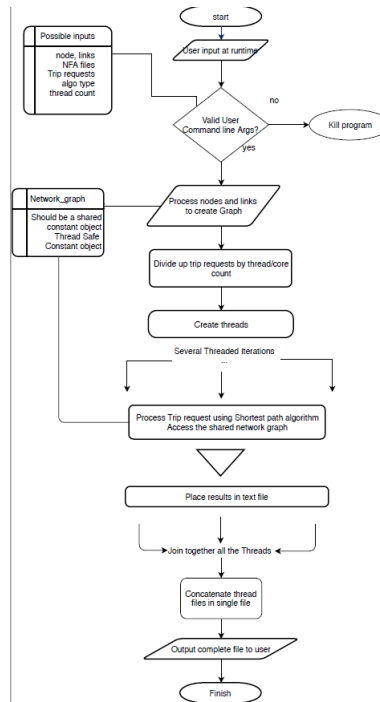 start
Possible inputs
User input at runtime
node, links
NFA files
Trip requests
algo type
thread count
no
Valid User
Command line Args?
Kill program
yes
Network_graph
Process nodes and links
to create Graph
Should be a shared
constant object
Thread Safe
Constant object
Divide up trip requests by thread/core
count
Create threads
Several Threaded iterations
...
Process Trip request using Shortest path algorithm
Access the shared network graph
Place results in text file
Join together all the Threads
Concatenate thread
files in single file
Output complete file to user
Finish